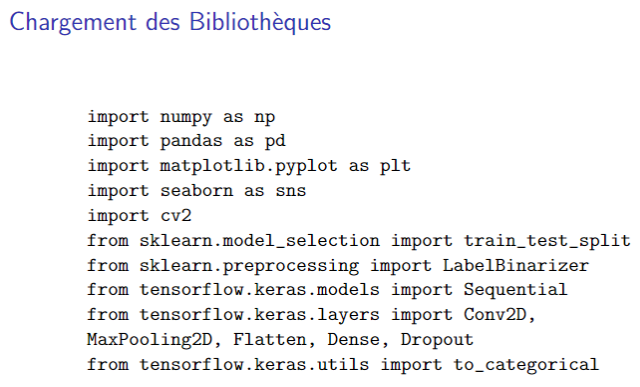 Chargement des Bibliothèques
import numpy as np
import pandas as pd
import matplotlib.pyplot as plt
import seaborn as sns
import cv2
from sklearn.model_selection import train_test_split
from sklearn.preprocessing import LabelBinarizer
from tensorflow.keras.models import Sequential
from tensorflow.keras.layers import Conv2D,
MaxPooling2D, Flatten, Dense, Dropout
from tensorflow.keras.utils import to_categorical